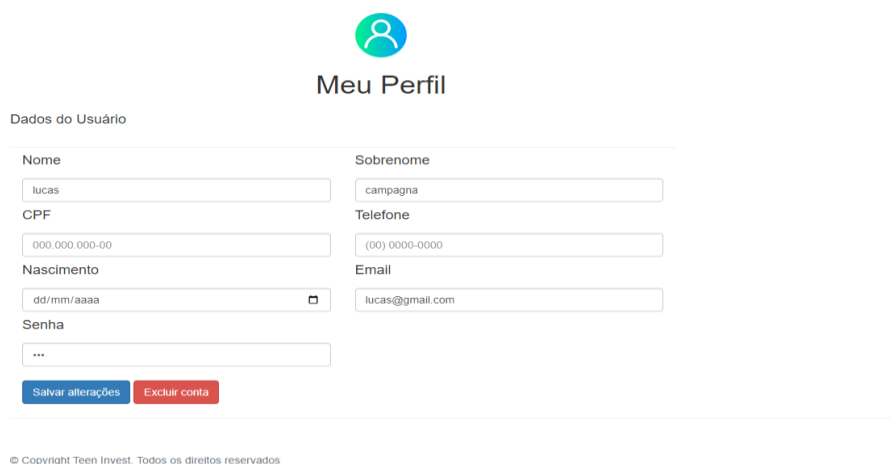 Meu Perfil
Dados do Usuário
Nome Sobrenome
lucas campagna
CPF Telefone
000.000.000-00 (00) 0000-0000
Nascimento Email
dd/mm/aaaa lucas@gmail.com
Senha
•••
Salvar alterações Excluir conta
© Copyright Teen Invest. Todos os direitos reservados